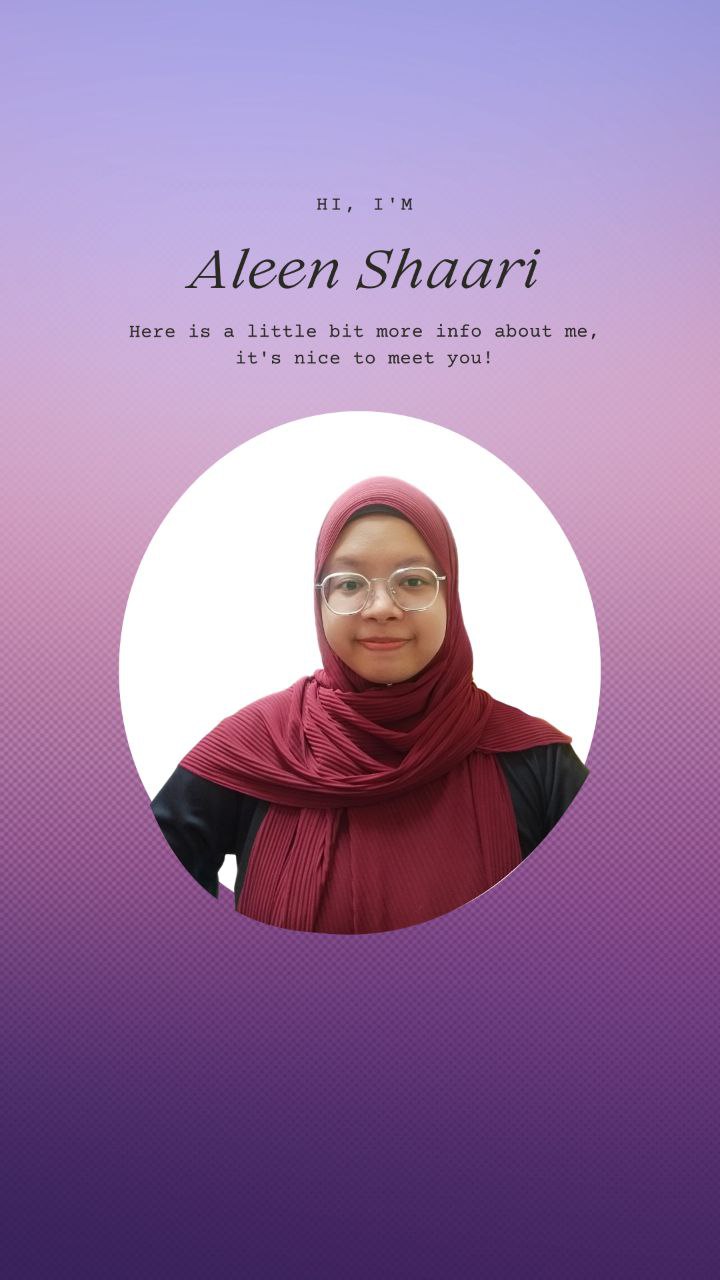 HI, I'M
Aleen Shaari
Here is a little bit more info about me,
it's nice to meet you!